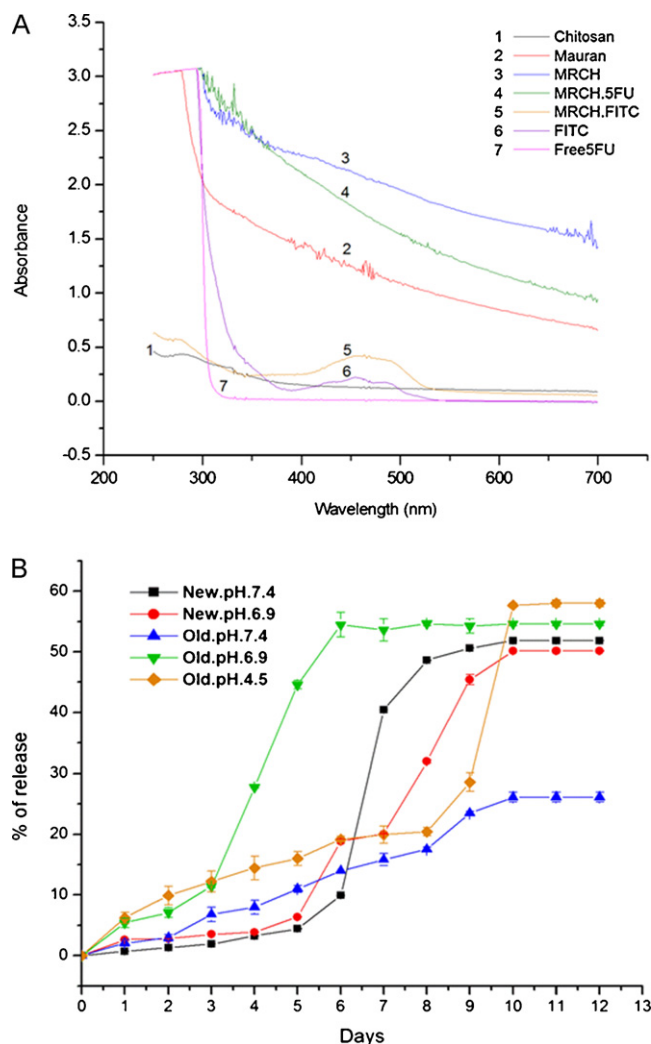 A
3.5
3.0
2.5
2.0
1.5
1.0
0.5
0.0
-0.5
Absorbance
200
300
400
500
600
700
Wavelength (nm)
1 Chitosan
2 Mauran
3 MRCH
4 MRCH.5FU
5 MRCH.FITC
6 FITC
7 Free5FU
3
4
2
1
5
6
7
B
60
50
40
30
20
10
0
% of release
New.pH.7.4
New.pH.6.9
Old.pH.7.4
Old.pH.6.9
Old.pH.4.5
0 1 2 3 4 5 6 7 8 9 10 11 12 13
Days